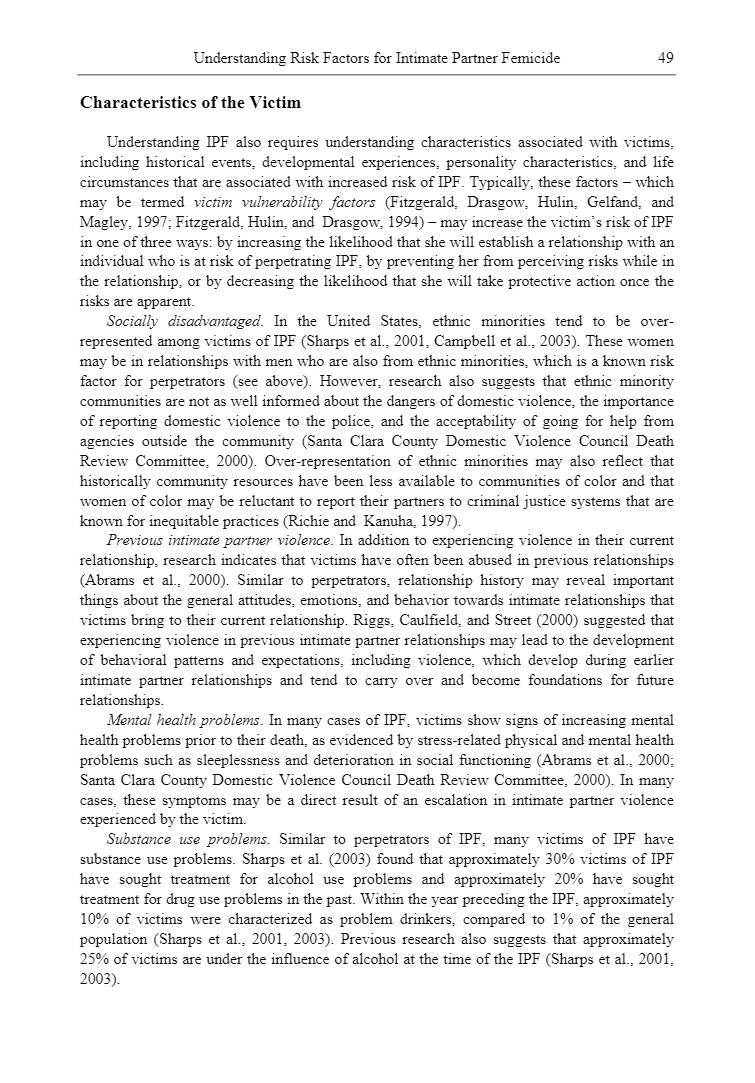 Understanding Risk Factors for Intimate Partner Femicide 49
Characteristics of the Victim
Understanding IPF also requires understanding characteristics associated with victims,
including historical events, developmental experiences, personality characteristics, and life
circumstances that are associated with increased risk of IPF. Typically, these factors – which
may be termed victim vulnerability factors (Fitzgerald, Drasgow, Hulin, Gelfand, and
Magley, 1997; Fitzgerald, Hulin, and Drasgow, 1994) – may increase the victim's risk of IPF
in one of three ways: by increasing the likelihood that she will establish a relationship with an
individual who is at risk of perpetrating IPF, by preventing her from perceiving risks while in
the relationship, or by decreasing the likelihood that she will take protective action once the
risks are apparent.
Socially disadvantaged. In the United States, ethnic minorities tend to be over-
represented among victims of IPF (Sharps et al., 2001, Campbell et al., 2003). These women
may be in relationships with men who are also from ethnic minorities, which is a known risk
factor for perpetrators (see above). However, research also suggests that ethnic minority
communities are not as well informed about the dangers of domestic violence, the importance
of reporting domestic violence to the police, and the acceptability of going for help from
agencies outside the community (Santa Clara County Domestic Violence Council Death
Review Committee, 2000). Over-representation of ethnic minorities may also reflect that
historically community resources have been less available to communities of color and that
women of color may be reluctant to report their partners to criminal justice systems that are
known for inequitable practices (Richie and Kanuha, 1997).
Previous intimate partner violence. In addition to experiencing violence in their current
relationship, research indicates that victims have often been abused in previous relationships
(Abrams et al., 2000). Similar to perpetrators, relationship history may reveal important
things about the general attitudes, emotions, and behavior towards intimate relationships that
victims bring to their current relationship. Riggs, Caulfield, and Street (2000) suggested that
experiencing violence in previous intimate partner relationships may lead to the development
of behavioral patterns and expectations, including violence, which develop during earlier
intimate partner relationships and tend to carry over and become foundations for future
relationships.
Mental health problems. In many cases of IPF, victims show signs of increasing mental
health problems prior to their death, as evidenced by stress-related physical and mental health
problems such as sleeplessness and deterioration in social functioning (Abrams et al., 2000;
Santa Clara County Domestic Violence Council Death Review Committee, 2000). In many
cases, these symptoms may be a direct result of an escalation in intimate partner violence
experienced by the victim.
Substance use problems. Similar to perpetrators of IPF, many victims of IPF have
substance use problems. Sharps et al. (2003) found that approximately 30% victims of IPF
have sought treatment for alcohol use problems and approximately 20% have sought
treatment for drug use problems in the past. Within the year preceding the IPF, approximately
10% of victims were characterized as problem drinkers, compared to 1% of the general
population (Sharps et al., 2001, 2003). Previous research also suggests that approximately
25% of victims are under the influence of alcohol at the time of the IPF (Sharps et al., 2001,
2003).